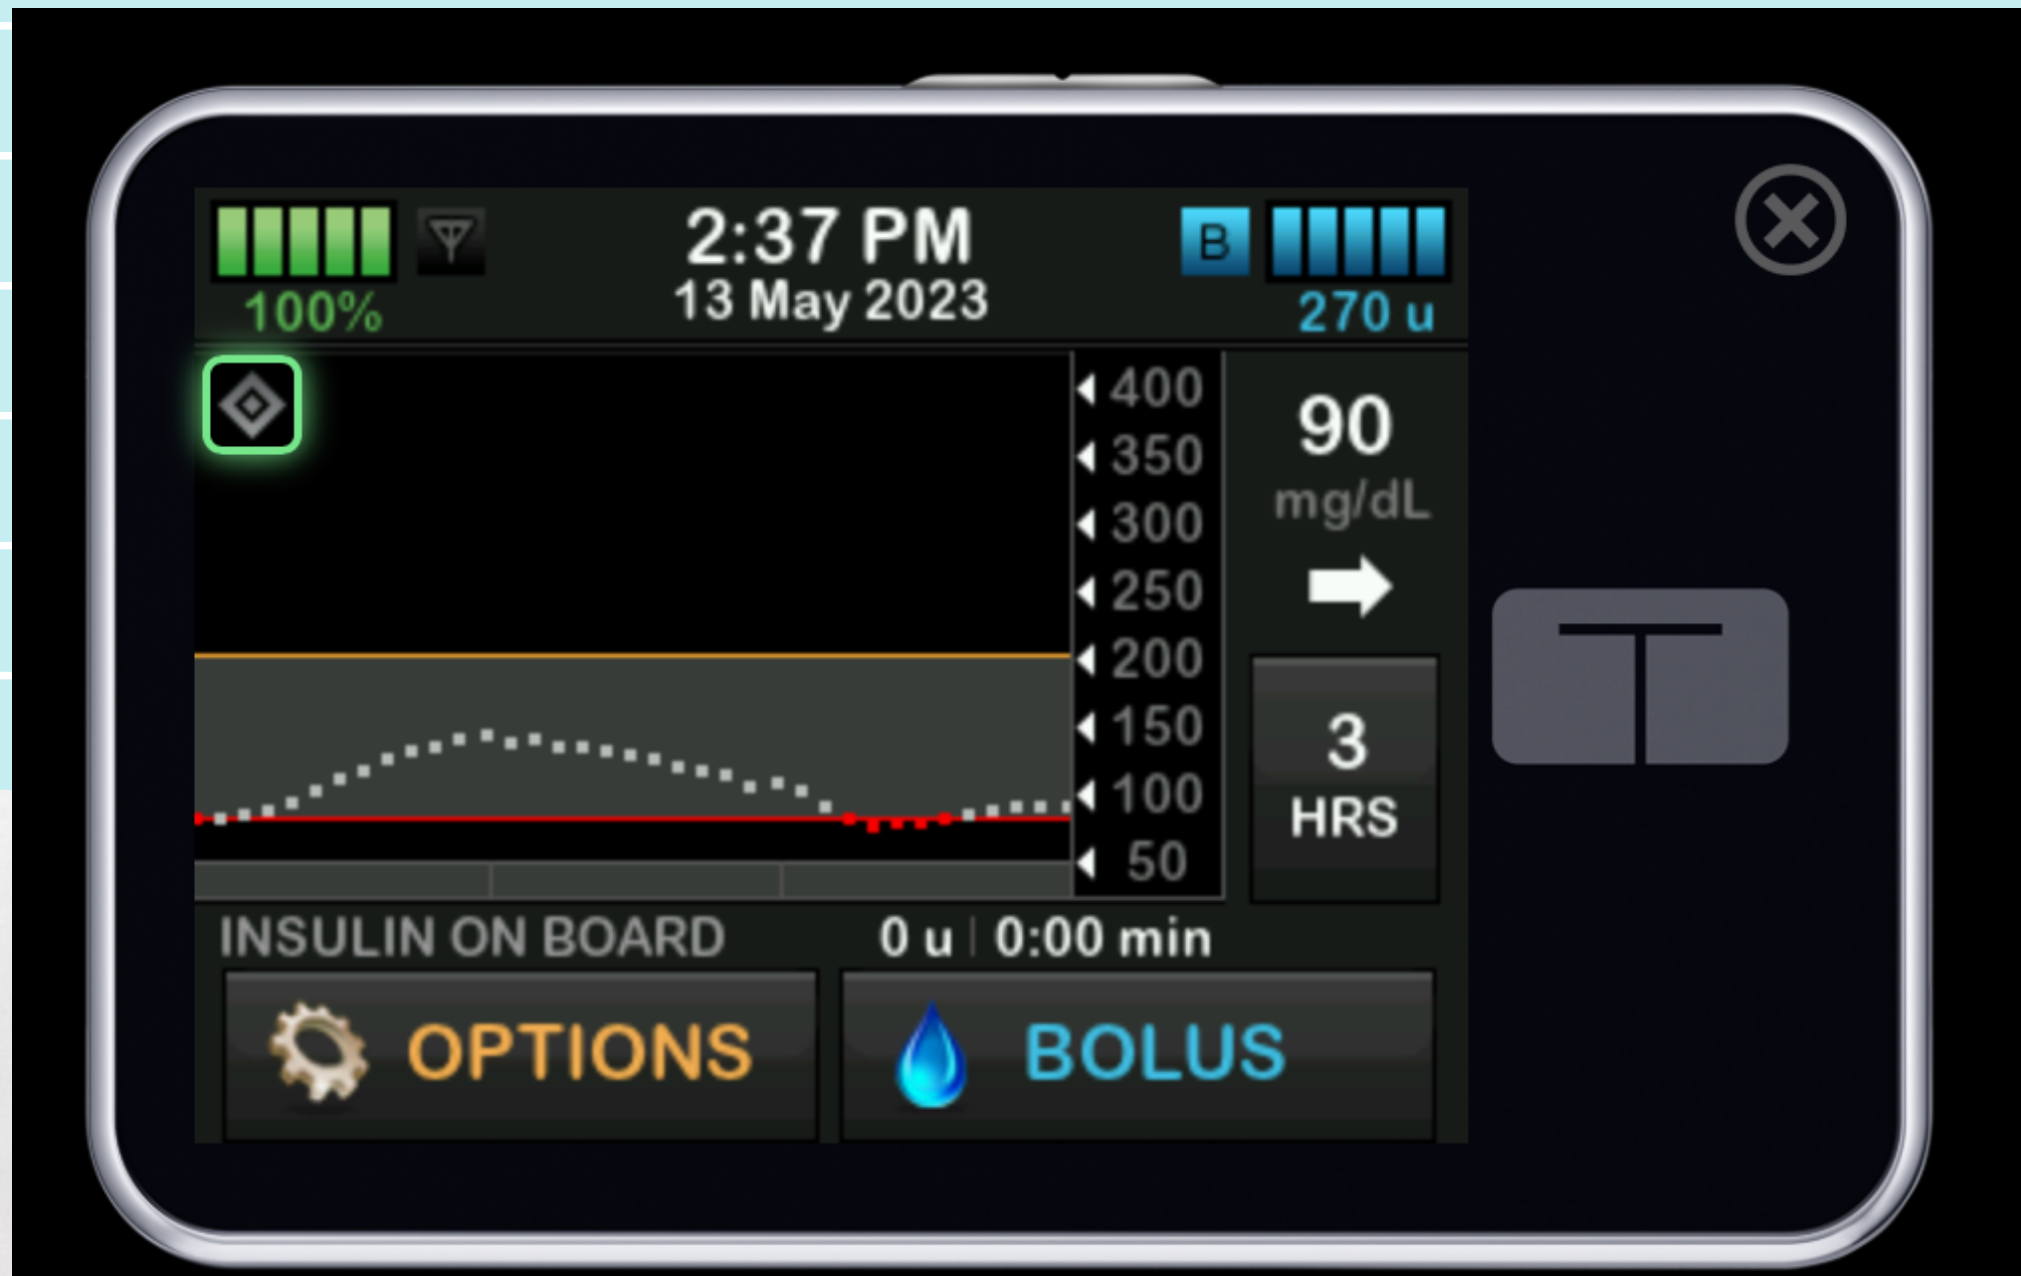 2:37 PM
B
100%
13 May 2023
270 u
400
350
300
250
200
150
100
50
90
mg/dL
3
HRS
INSULIN ON BOARD 0 u | 0:00 min
OPTIONS
BOLUS